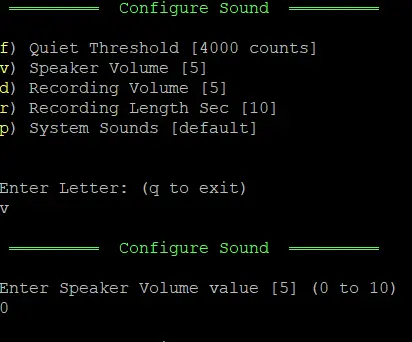 ══════════ Configure Sound ══════════
f) Quiet Threshold [4000 counts]
v) Speaker Volume [5]
d) Recording Volume [5]
r) Recording Length Sec [10]
p) System Sounds [default]
Enter Letter: (q to exit)
v
══════════ Configure Sound ══════════
Enter Speaker Volume value [5] (0 to 10)
0